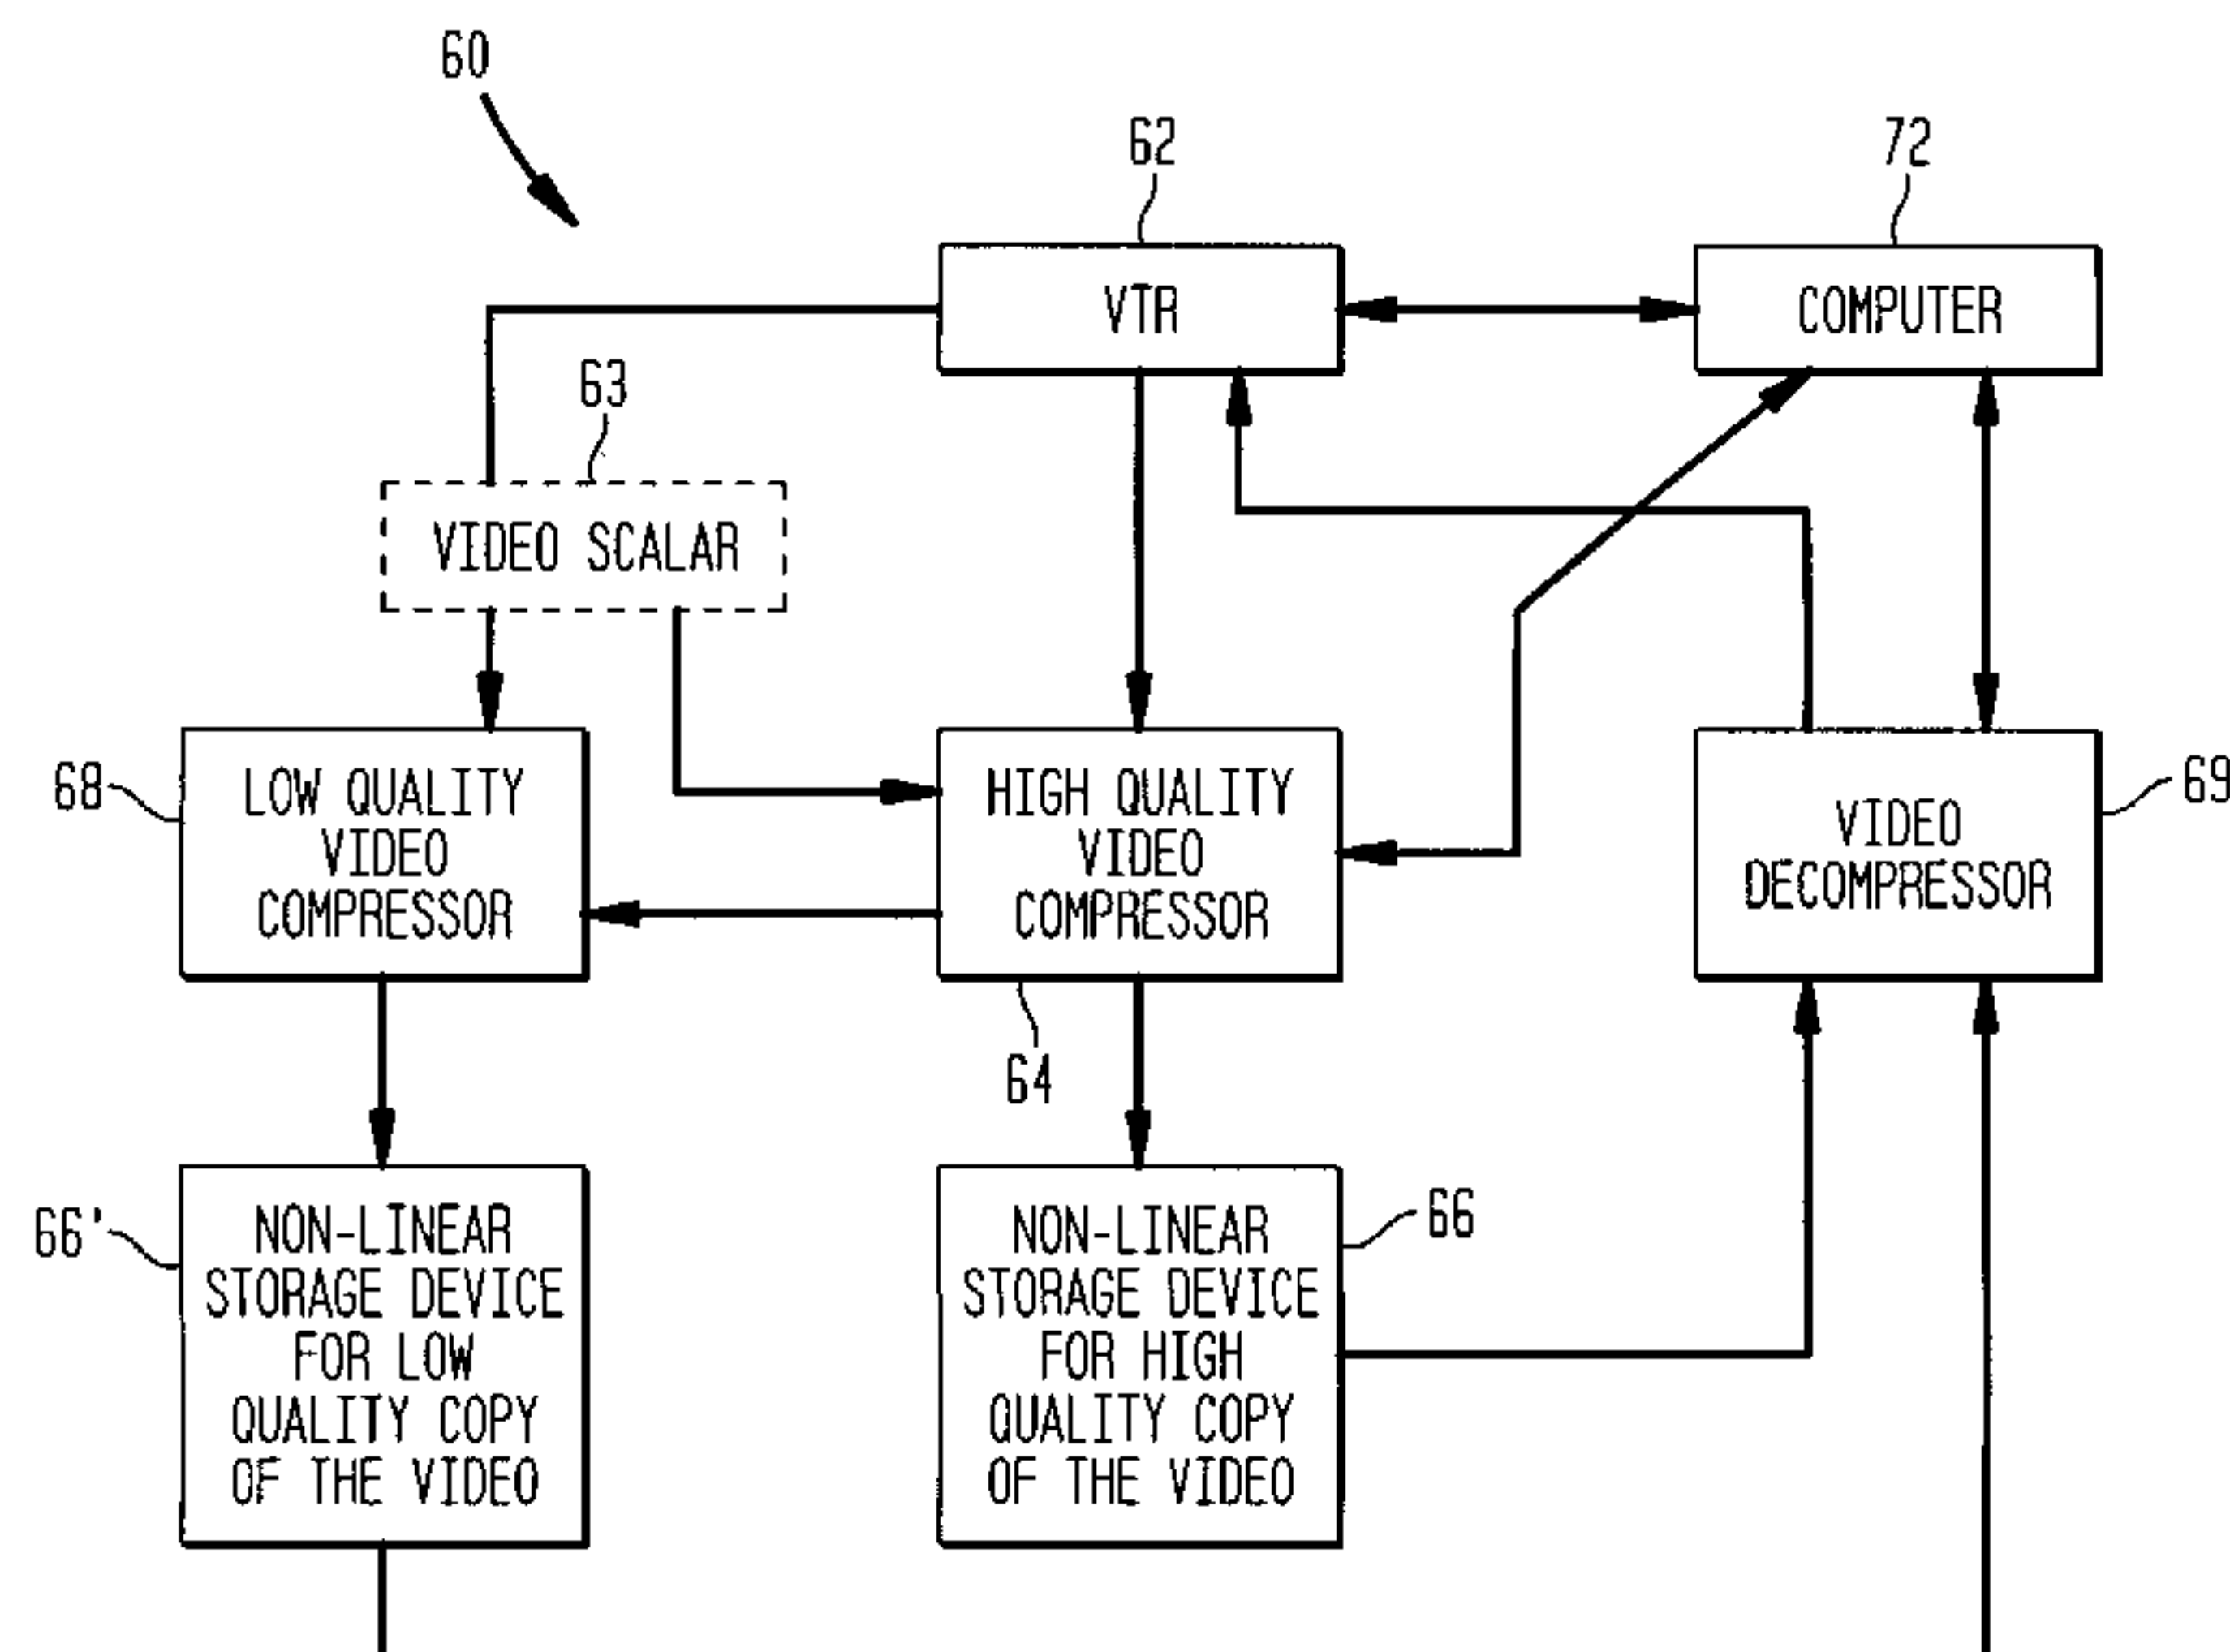 60
62
72
VTR
COMPUTER
63
VIDEO SCALAR
68
LOW QUALITY
VIDEO
COMPRESSOR
HIGH QUALITY
VIDEO
COMPRESSOR
VIDEO
DECOMPRESSOR
69
64
66'
NON-LINEAR
STORAGE DEVICE
FOR LOW
QUALITY COPY
OF THE VIDEO
NON-LINEAR
STORAGE DEVICE
FOR HIGH
QUALITY COPY
OF THE VIDEO
66